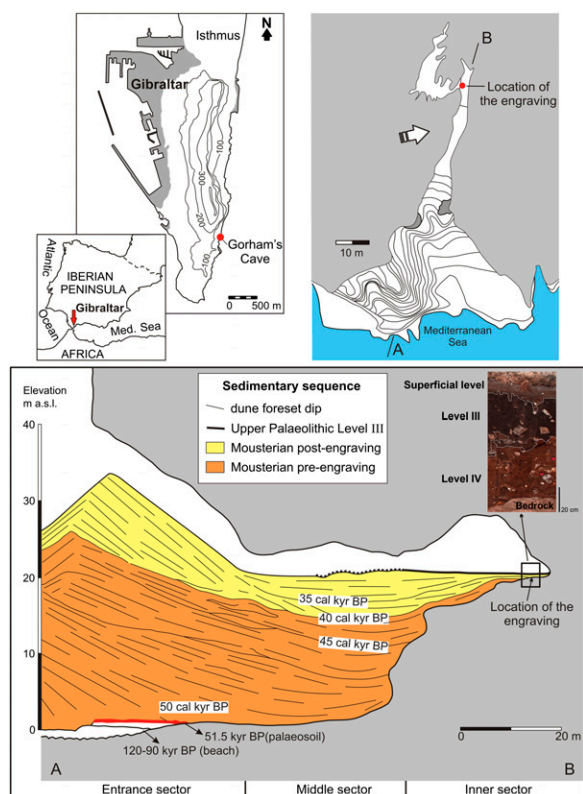 N
Isthmus
Gibraltar
100
300
200
100
Gorham's
Cave
0
500 m
Atlantic
Ocean
IBERIAN
PENINSULA
Gibraltar
Med. Sea
AFRICA
B
Location of
the engraving
10 m
Mediterranean
Sea
A
Elevation
m a.s.l.
40
30
20
10
0
Sedimentary sequence
dune foreset dip
Upper Palaeolithic Level III
Mousterian post-engraving
Mousterian pre-engraving
Superficial level
Level III
Level IV
Bedrock
20 cm
Location of the
engraving
35 cal kyr BP
40 cal kyr BP
45 cal kyr BP
50 cal kyr BP
51.5 kyr BP(palaeosoil)
120-90 kyr BP (beach)
0
20 m
A
B
Entrance sector
Middle sector
Inner sector